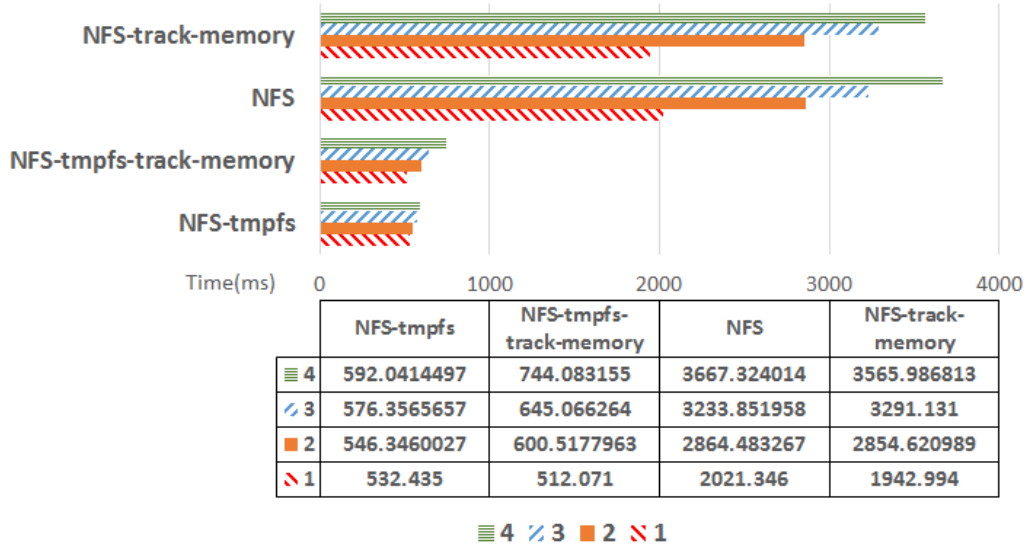 NFS-track-memory
NFS
NFS-tmpfs-track-memory
NFS-tmpfs
Time(ms) 0 1000 2000 3000 4000
NFS-tmpfs NFS-tmpfs-track-memory NFS NFS-track-memory
4 592.0414497 744.083155 3667.324014 3565.986813
3 576.3565657 645.066264 3233.851958 3291.131
2 546.3460027 600.5177963 2864.483267 2854.620989
1 532.435 512.071 2021.346 1942.994
4 3 2 1